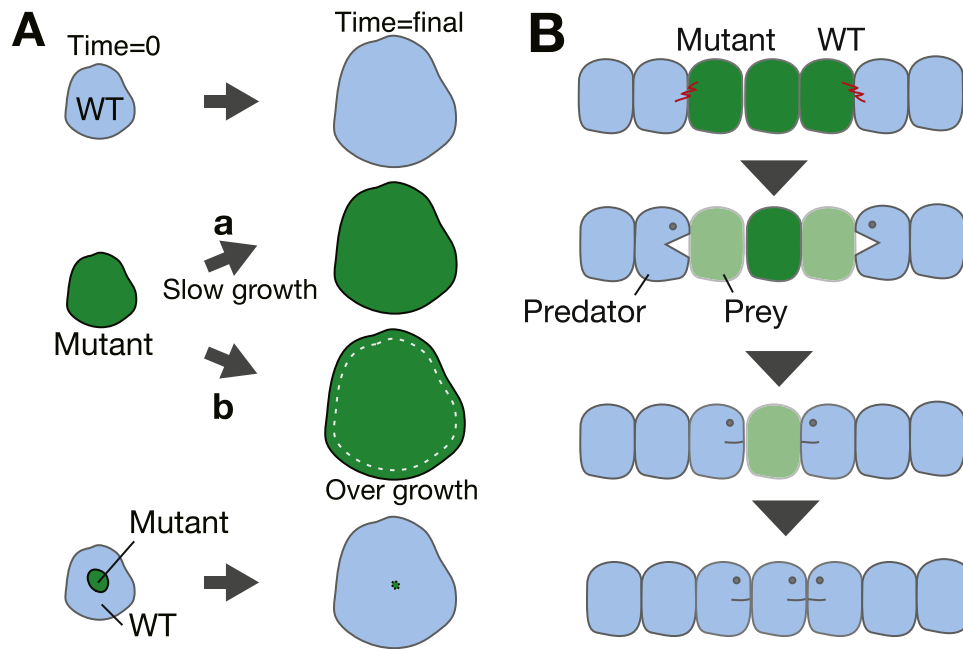 A
Time=0
Time=final
WT
a
Slow growth
Mutant
b
Over growth
Mutant
WT
B
Mutant WT
Predator Prey